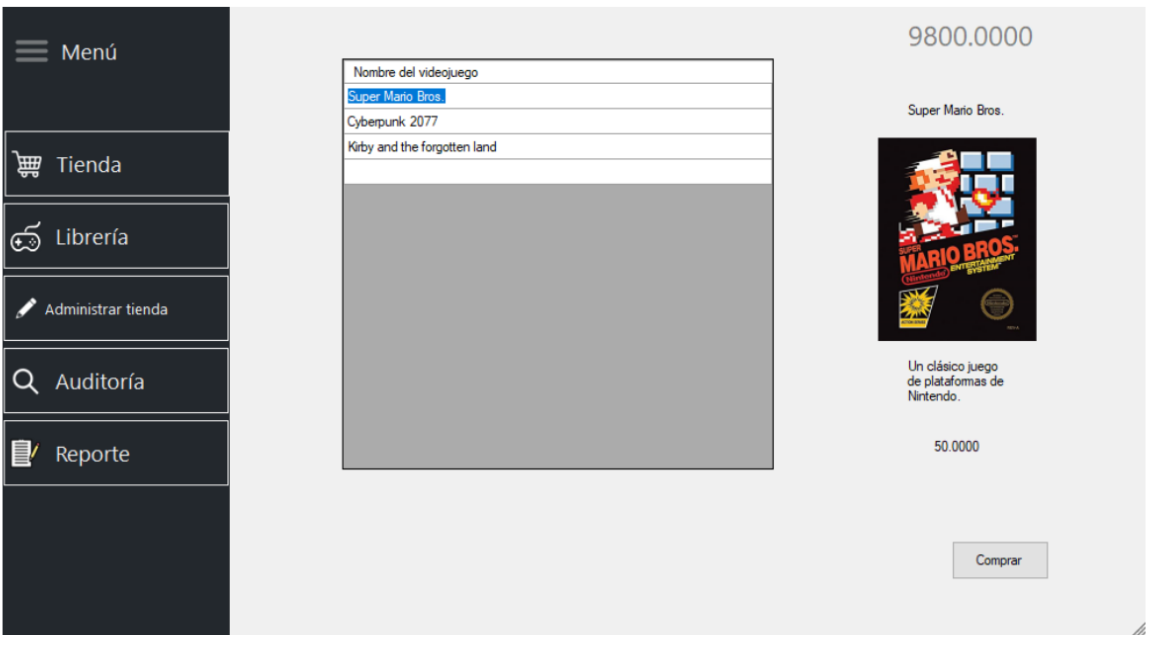 Menú
Tienda
Librería
Administrar tienda
Auditoría
Reporte
Nombre del videojuego
Super Mario Bros.
Cyberpunk 2077
Kirby and the forgotten land
9800.0000
Super Mario Bros.
SUPER
MARIO BROS.
Nintendo
ENTERTAINMENT
SYSTEM
Un clásico juego
de plataformas de
Nintendo.
50.0000
Comprar